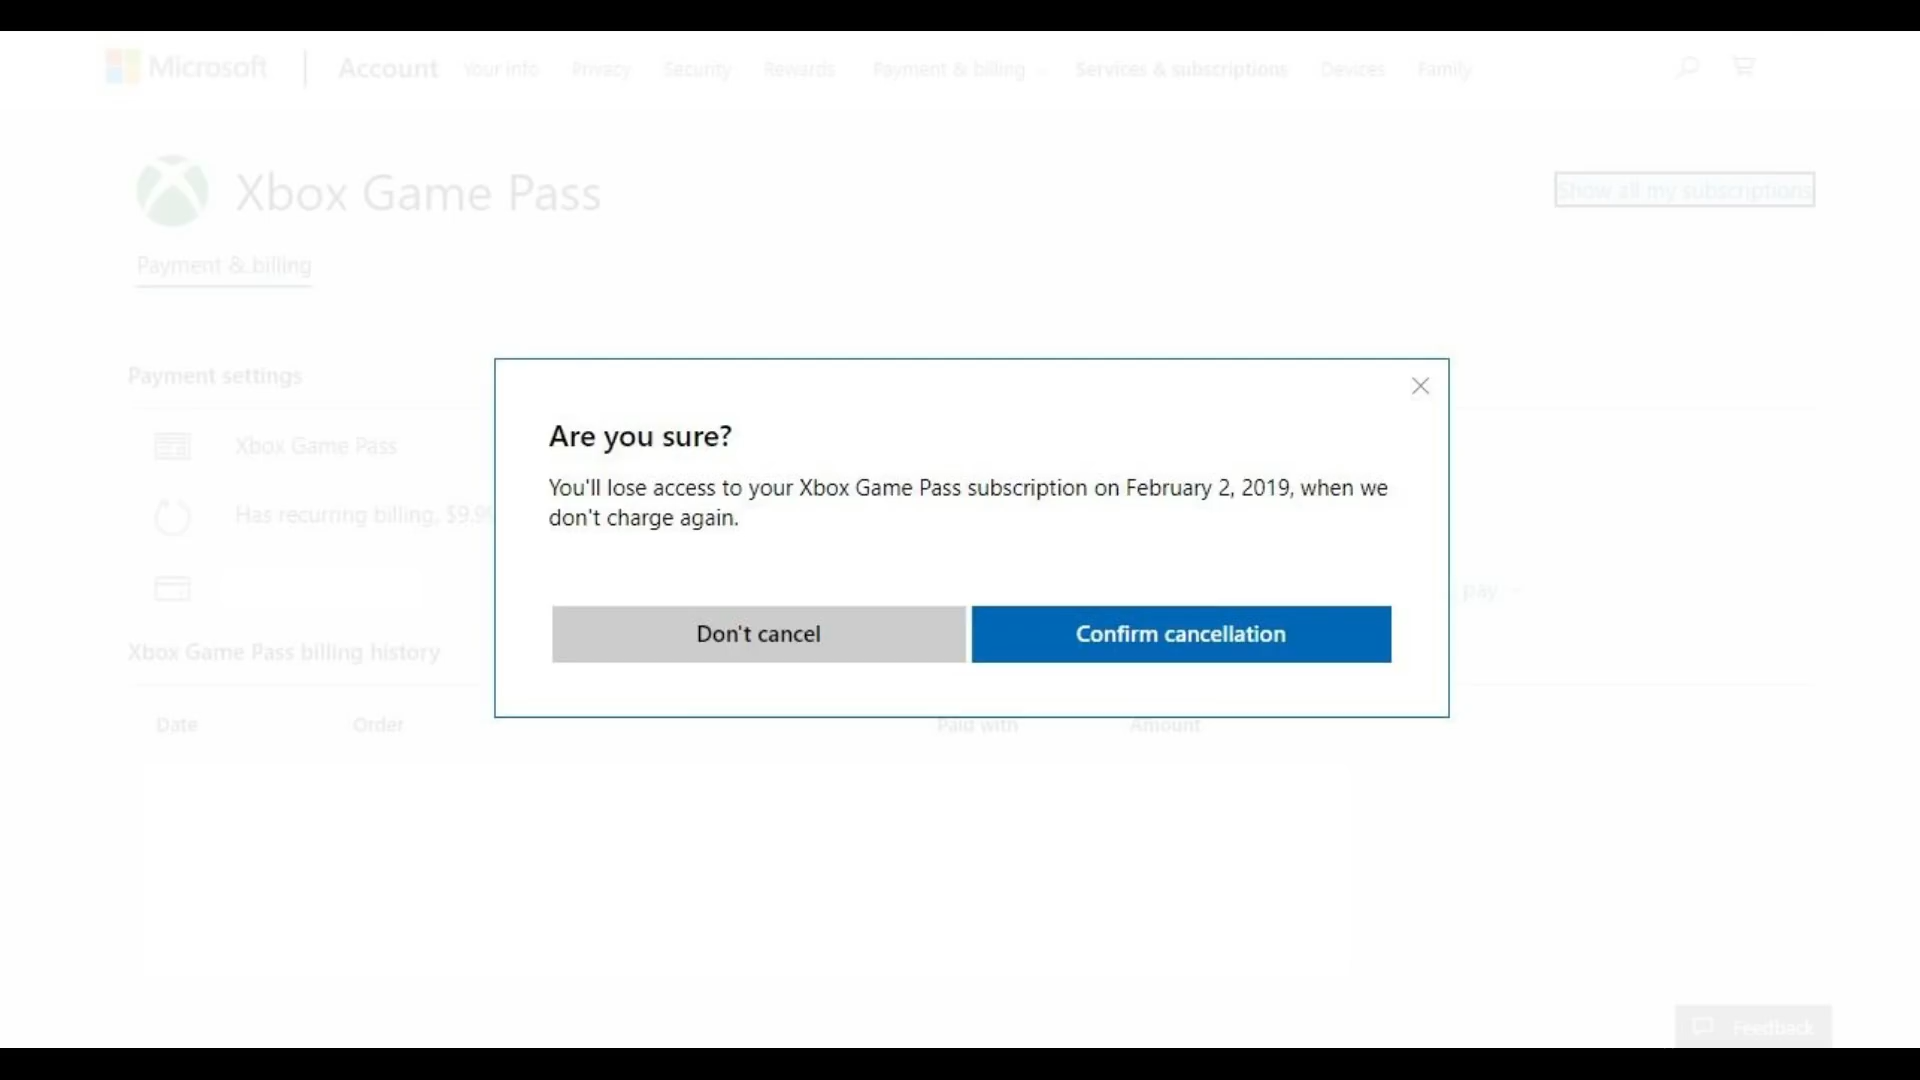 Microsoft Account Your info Privacy Security Rewards Payment & billing Services & subscriptions Devices Family
Xbox Game Pass
Show all my subscriptions
Payment & billing
Payment settings
Xbox Game Pass
Has recurring billing, $9.9
pay
Are you sure?
You'll lose access to your Xbox Game Pass subscription on February 2, 2019, when we
don't charge again.
Don't cancel Confirm cancellation
Xbox Game Pass billing history
Date Order Paid with Amount
Feedback